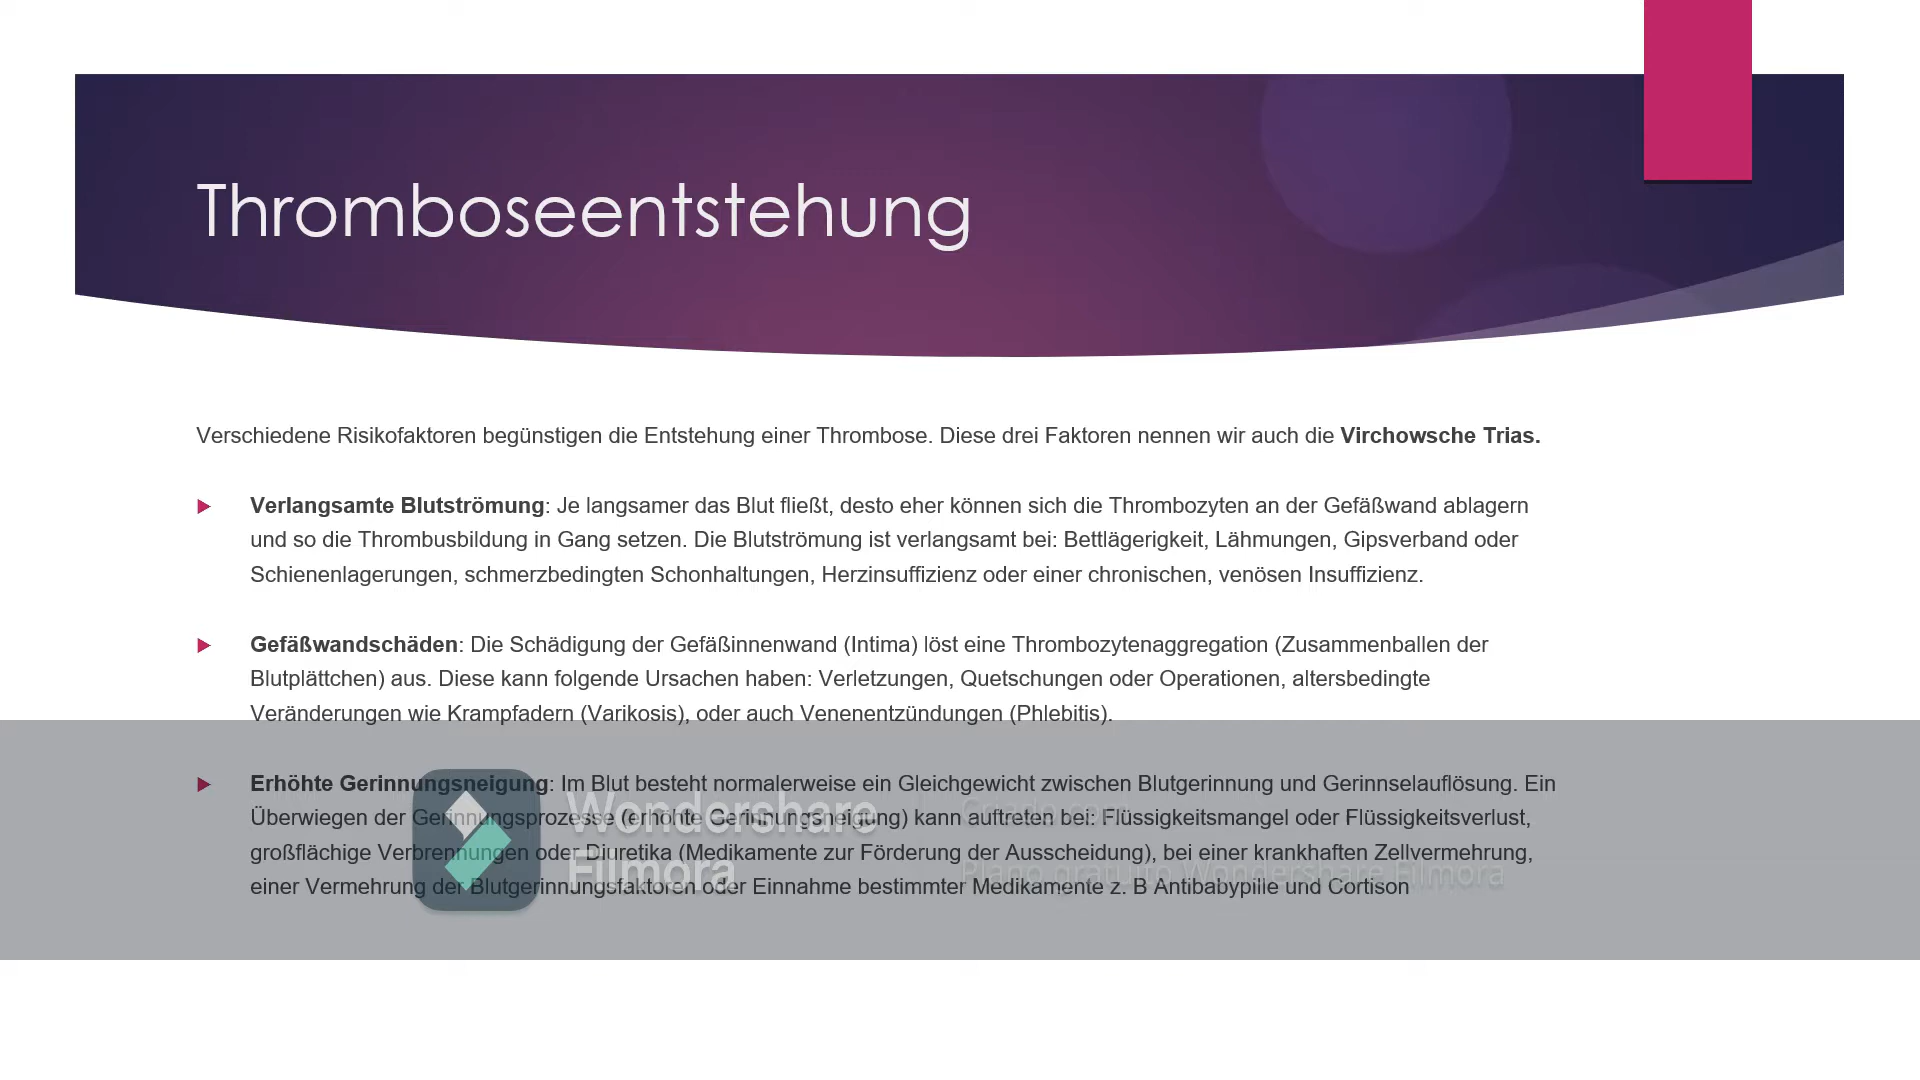 Thromboseentstehung
Verschiedene Risikofaktoren begünstigen die Entstehung einer Thrombose. Diese drei Faktoren nennen wir auch die Virchowsche Trias.
Verlangsamte Blutströmung: Je langsamer das Blut fließt, desto eher können sich die Thrombozyten an der Gefäßwand ablagern
und so die Thrombusbildung in Gang setzen. Die Blutströmung ist verlangsamt bei: Bettlägerigkeit, Lähmungen, Gipsverband oder
Schienenlagerungen, schmerzbedingten Schonhaltungen, Herzinsuffizienz oder einer chronischen, venösen Insuffizienz.
Gefäßwandschäden: Die Schädigung der Gefäßinnenwand (Intima) löst eine Thrombozytenaggregation (Zusammenballen der
Blutplättchen) aus. Diese kann folgende Ursachen haben: Verletzungen, Quetschungen oder Operationen, altersbedingte
Veränderungen wie Krampfadern (Varikosis), oder auch Venenentzündungen (Phlebitis).
Erhöhte Gerinnungsneigung: Im Blut besteht normalerweise ein Gleichgewicht zwischen Blutgerinnung und Gerinnselauflösung. Ein
Überwiegen der Gerinnungsprozesse (erhöhte Gerinnungsneigung) kann auftreten bei: Flüssigkeitsmangel oder Flüssigkeitsverlust,
großflächige Verbrennungen oder Diuretika (Medikamente zur Förderung der Ausscheidung), bei einer krankhaften Zellvermehrung,
einer Vermehrung der Blutgerinnungsfaktoren oder Einnahme bestimmter Medikamente z. B Antibabypille und Cortison
Wondershare
Filmora
Criado com
Plano gratuito Wondershare Filmora